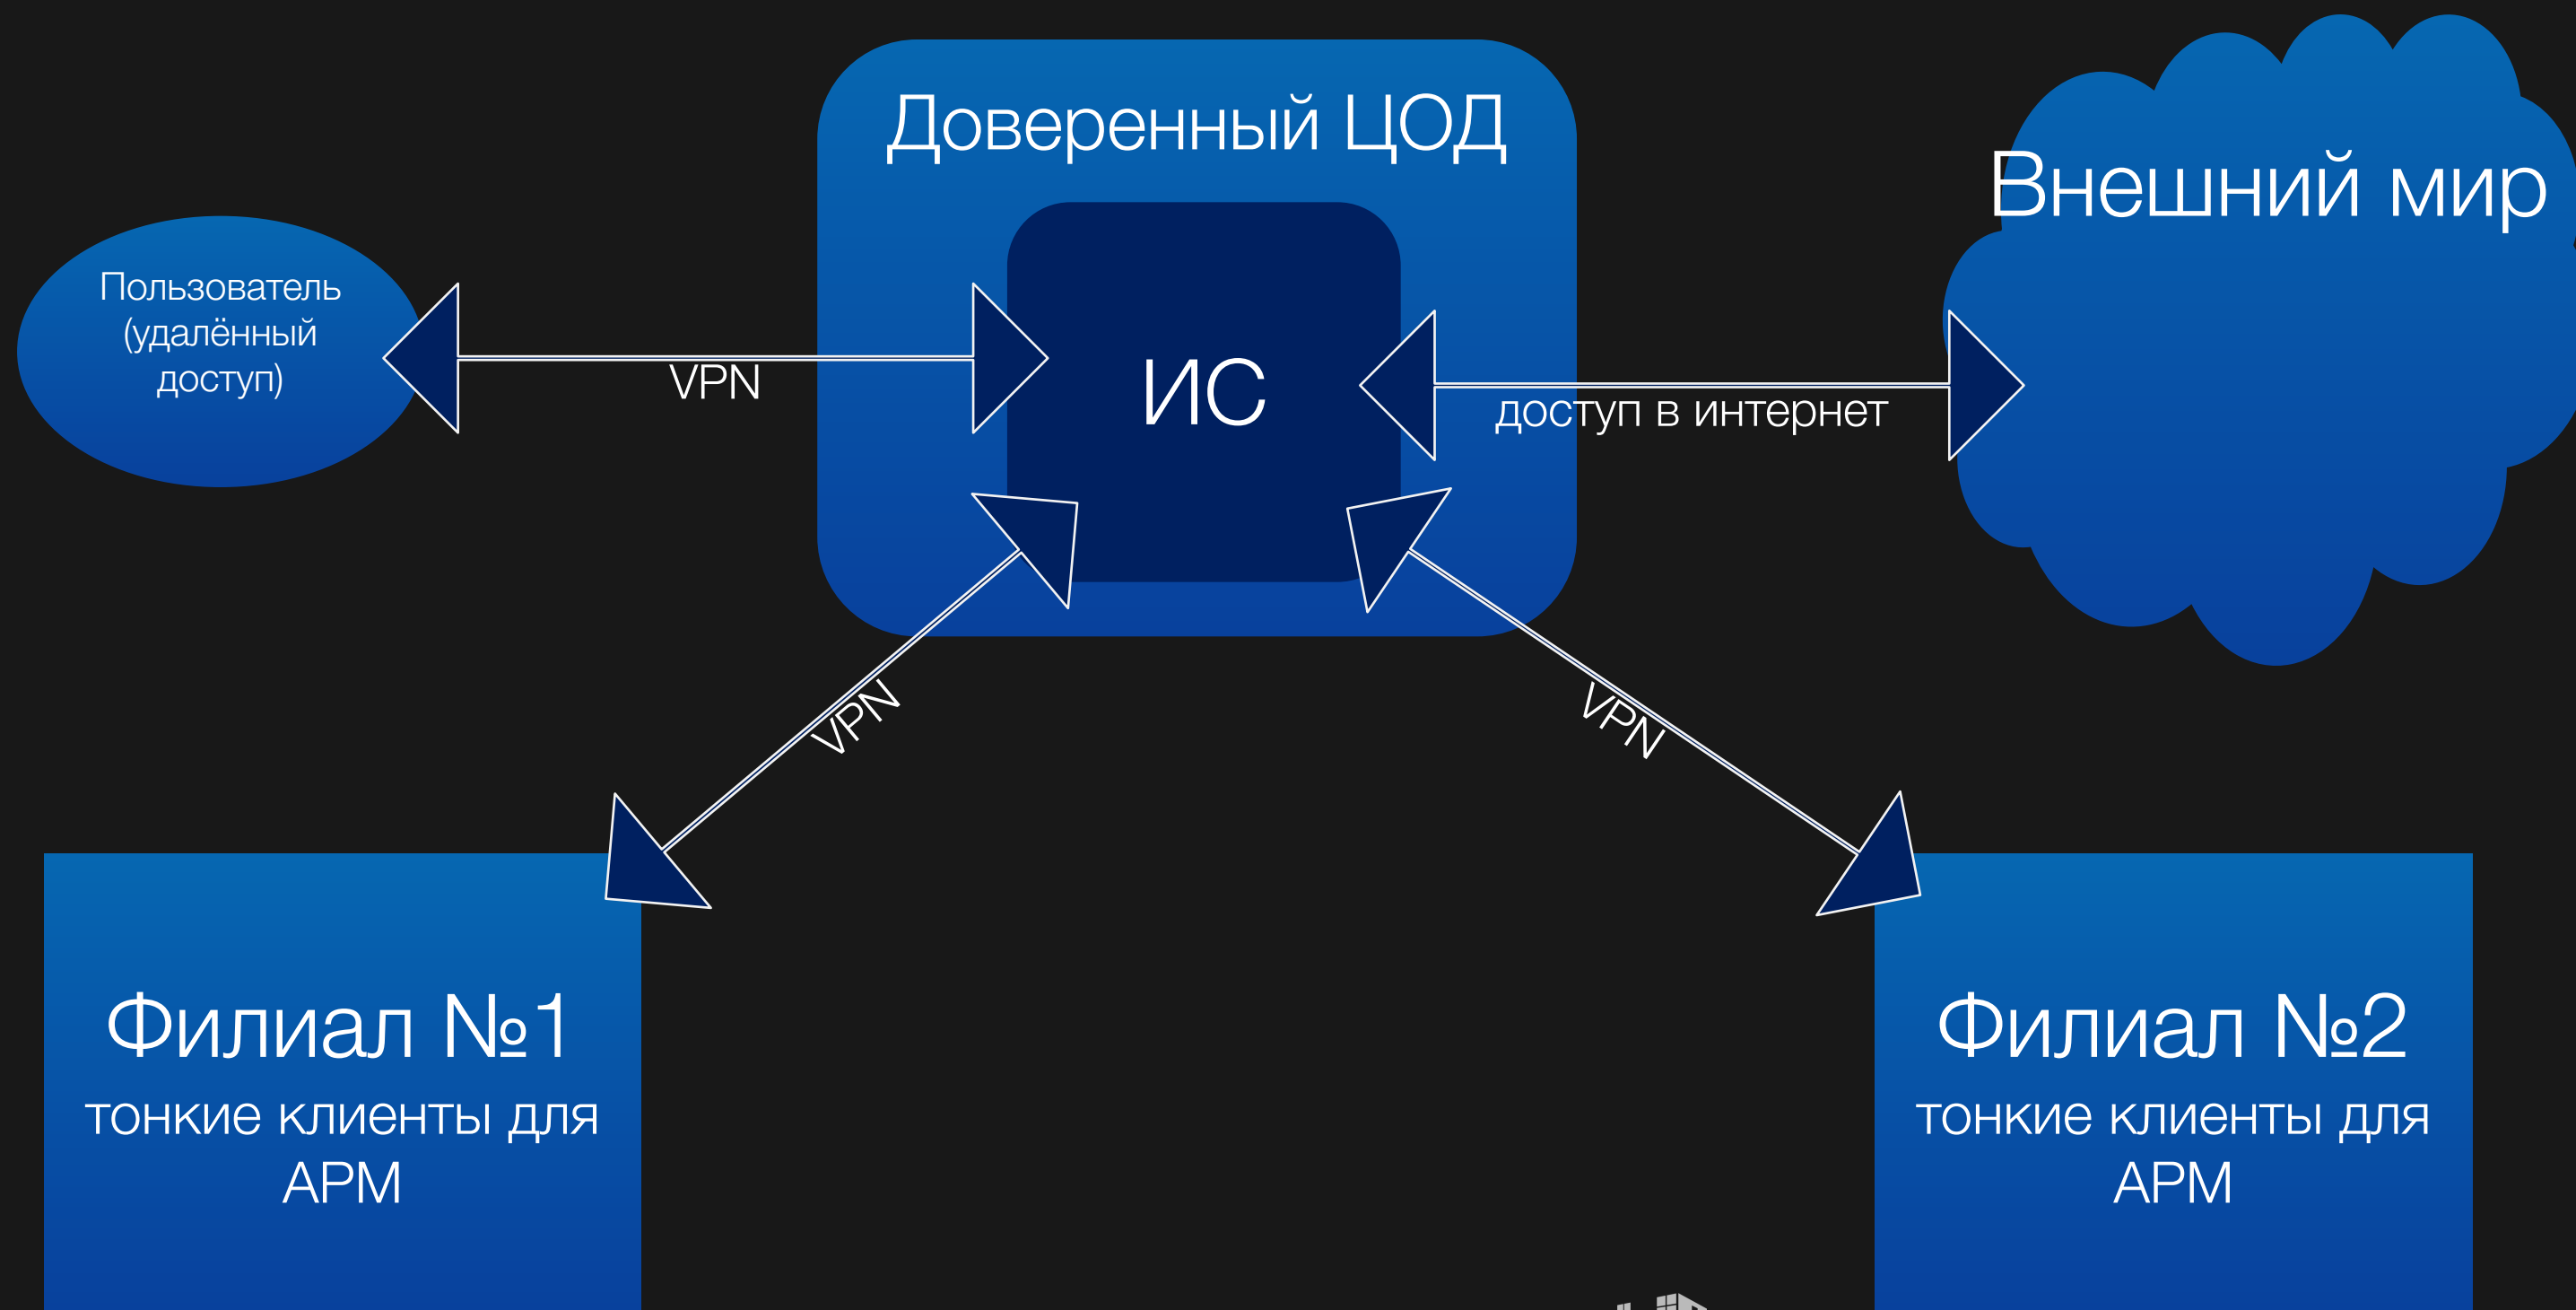 Доверенный ЦОД
Внешний мир
Пользователь
(удалённый
доступ)
VPN
ИС
доступ в интернет
VPN
VPN
Филиал №1
тонкие клиенты для
АРМ
Филиал №2
тонкие клиенты для
АРМ